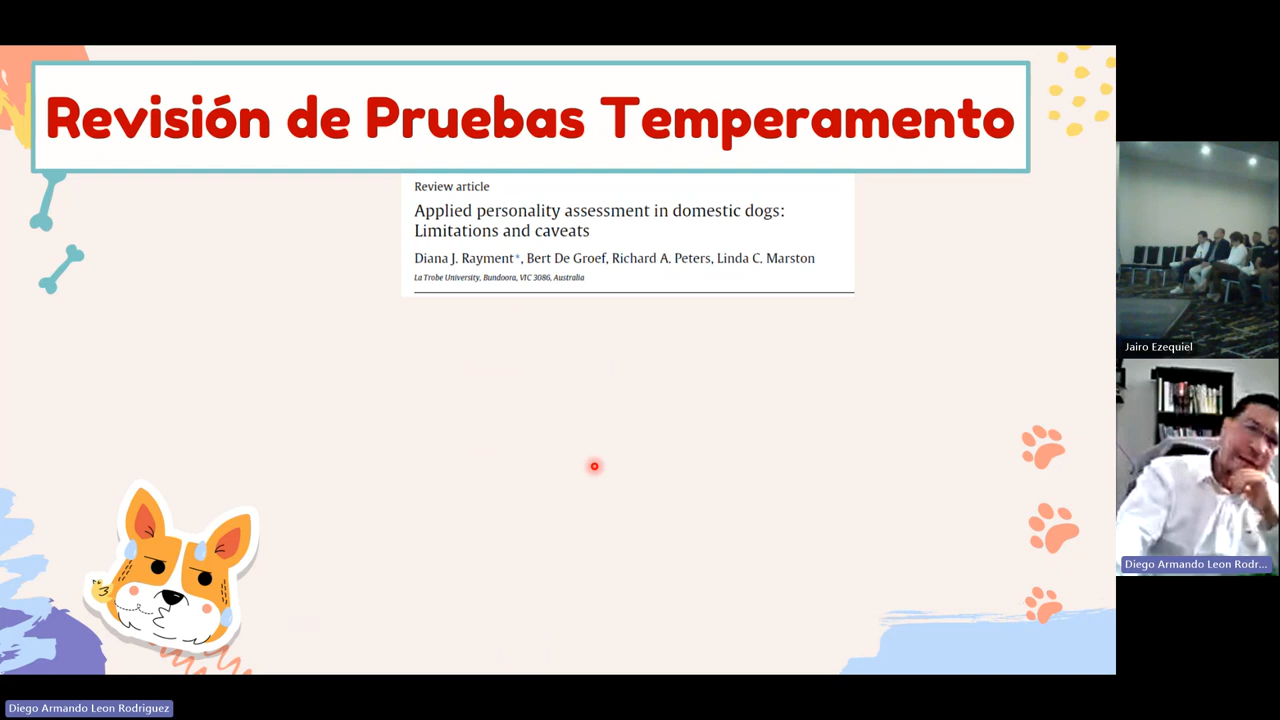 Revisión de Pruebas Temperamento
Review article
Applied personality assessment in domestic dogs:
Limitations and caveats
Diana J. Rayment*, Bert De Groef, Richard A. Peters, Linda C. Marston
La Trobe University, Bundoora, VIC 3086, Australia
Jairo Ezequiel
Diego Armando Leon Rodr...
Diego Armando Leon Rodriguez